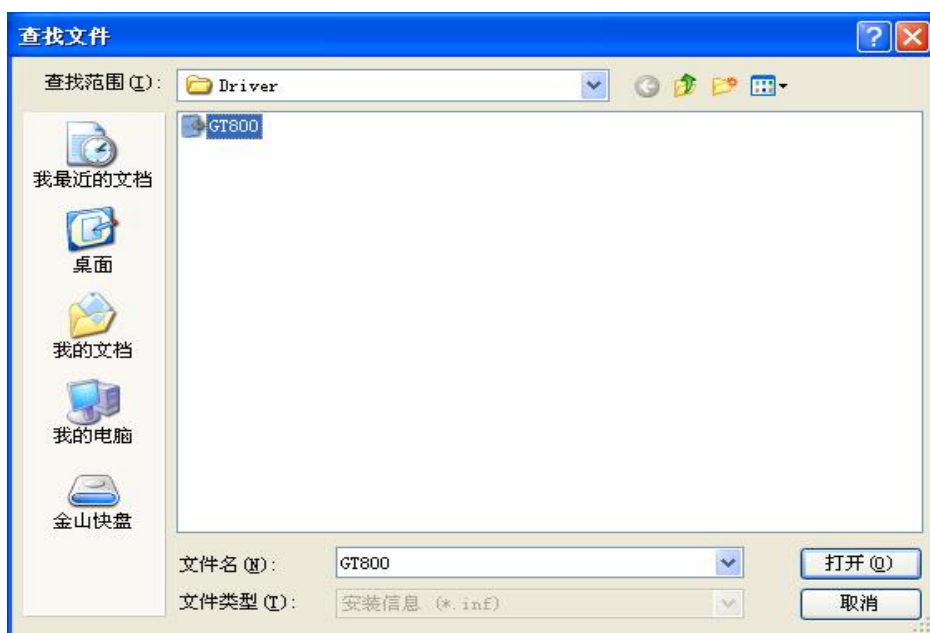 查找文件
查找范围(I):
Driver
GT800
我最近的文档
桌面
我的文档
我的电脑
金山快盘
文件名(N):
GT800
打开(O)
文件类型(T):
安装信息 (*.inf)
取消